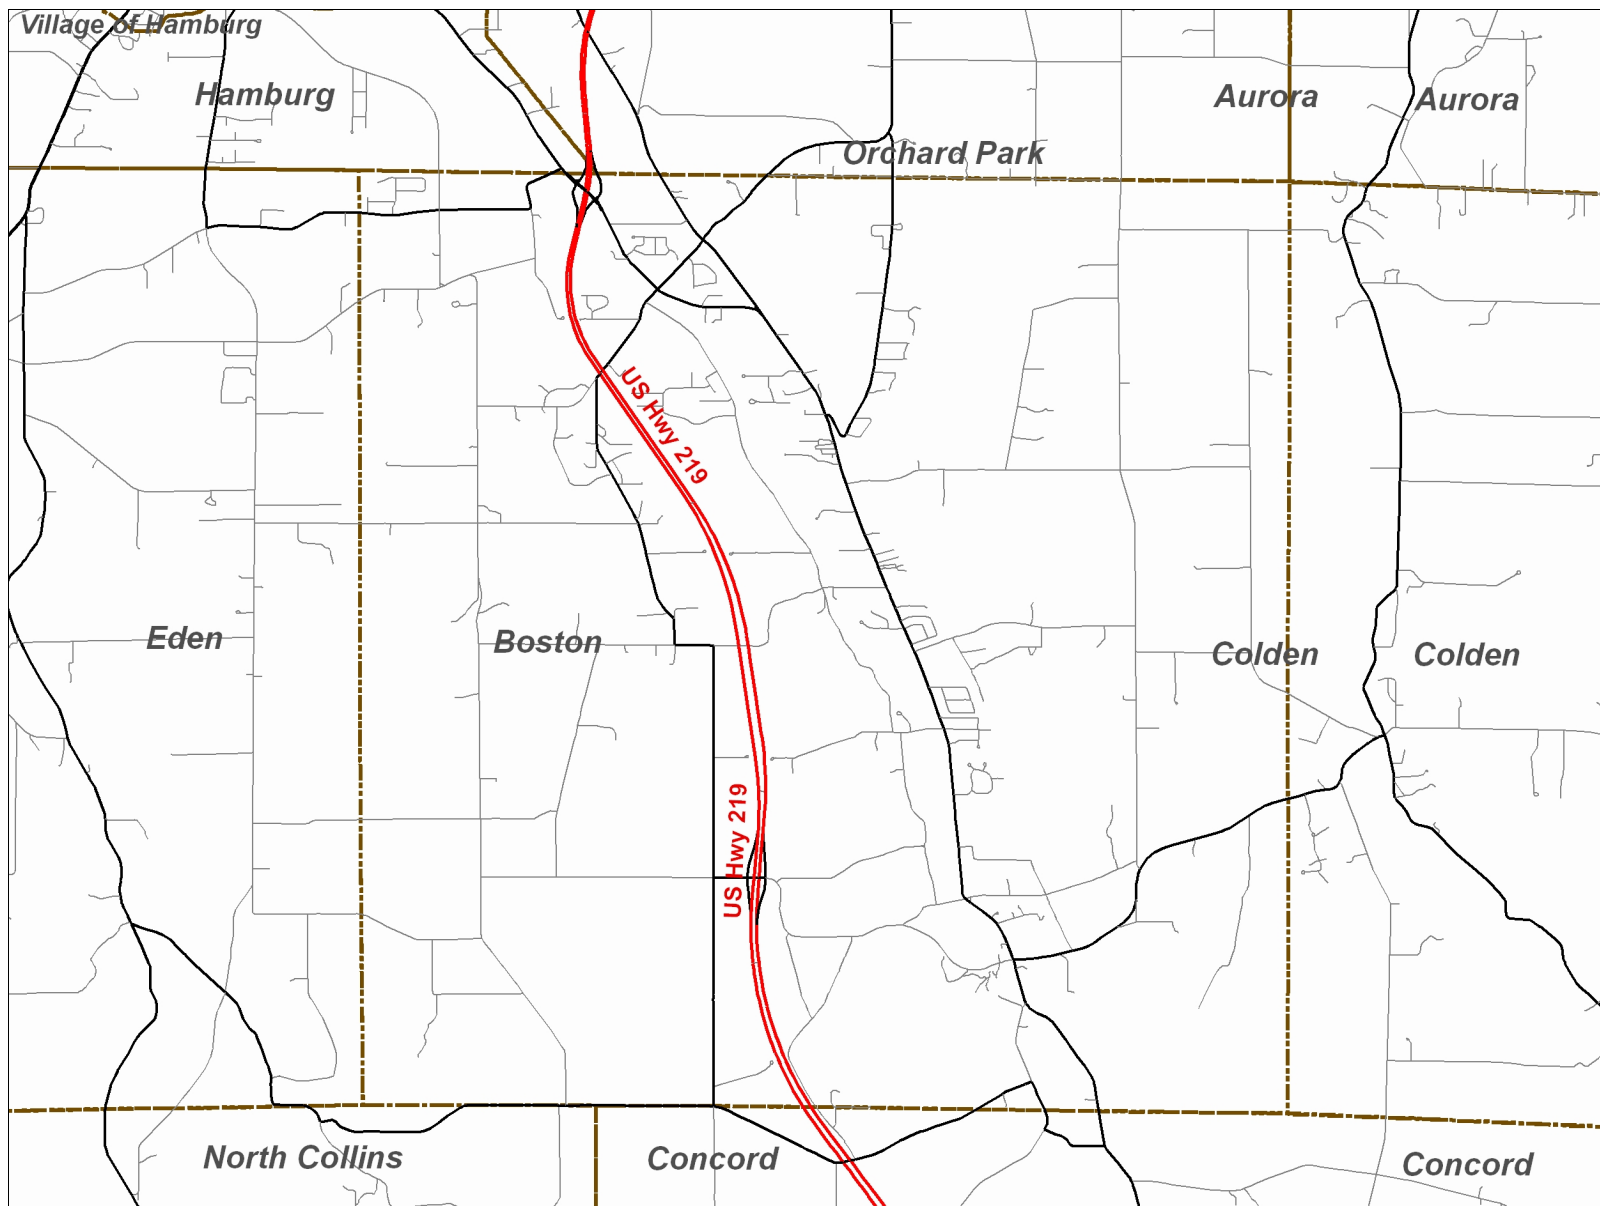 Village of Hamburg
Hamburg
Aurora
Aurora
Orchard Park
US Hwy 219
Eden
Boston
Colden
Colden
US Hwy 219
North Collins
Concord
Concord